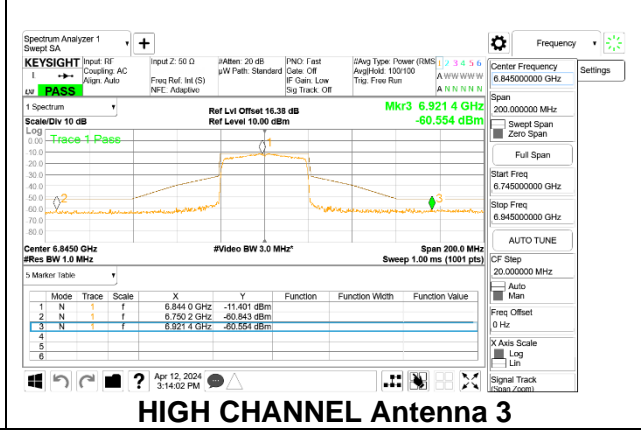 Spectrum Analyzer 1
Swept SA
+
Frequency
KEYSIGHT
Input: RF
Coupling: AC
Align: Auto
Input Z: 50 Ω
Freq Ref: Int (S)
NFE: Adaptive
#Atten: 20 dB
µW Path: Standard
PNO: Fast
Gate: Off
IF Gain: Low
Sig Track: Off
#Avg Type: Power (RMS
Avg|Hold: 100/100
Trig: Free Run
1 2 3 4 5 6
A W W W W W
A N N N N N
PASS
1 Spectrum
Scale/Div 10 dB
Ref Lvl Offset 16.38 dB
Ref Level 10.00 dBm
Mkr3 6.921 4 GHz
-60.554 dBm
Log
Trace 1 Pass
0.00
-10.0
-20.0
-30.0
-40.0
-50.0
-60.0
-70.0
-80.0
1
2
3
Center 6.8450 GHz
#Res BW 1.0 MHz
#Video BW 3.0 MHz*
Span 200.0 MHz
Sweep 1.00 ms (1001 pts)
5 Marker Table
Mode Trace Scale X Y Function Function Width Function Value
1 N 1 f 6.844 0 GHz -11.401 dBm
2 N 1 f 6.750 2 GHz -60.843 dBm
3 N 1 f 6.921 4 GHz -60.554 dBm
4
5
6
?
Apr 12, 2024
3:14:02 PM
Center Frequency
6.845000000 GHz
Settings
Span
200.000000 MHz
Swept Span
Zero Span
Full Span
Start Freq
6.745000000 GHz
Stop Freq
6.945000000 GHz
AUTO TUNE
CF Step
20.000000 MHz
Auto
Man
Freq Offset
0 Hz
X Axis Scale
Log
Lin
Signal Track
(Span Zoom)
HIGH CHANNEL Antenna 3